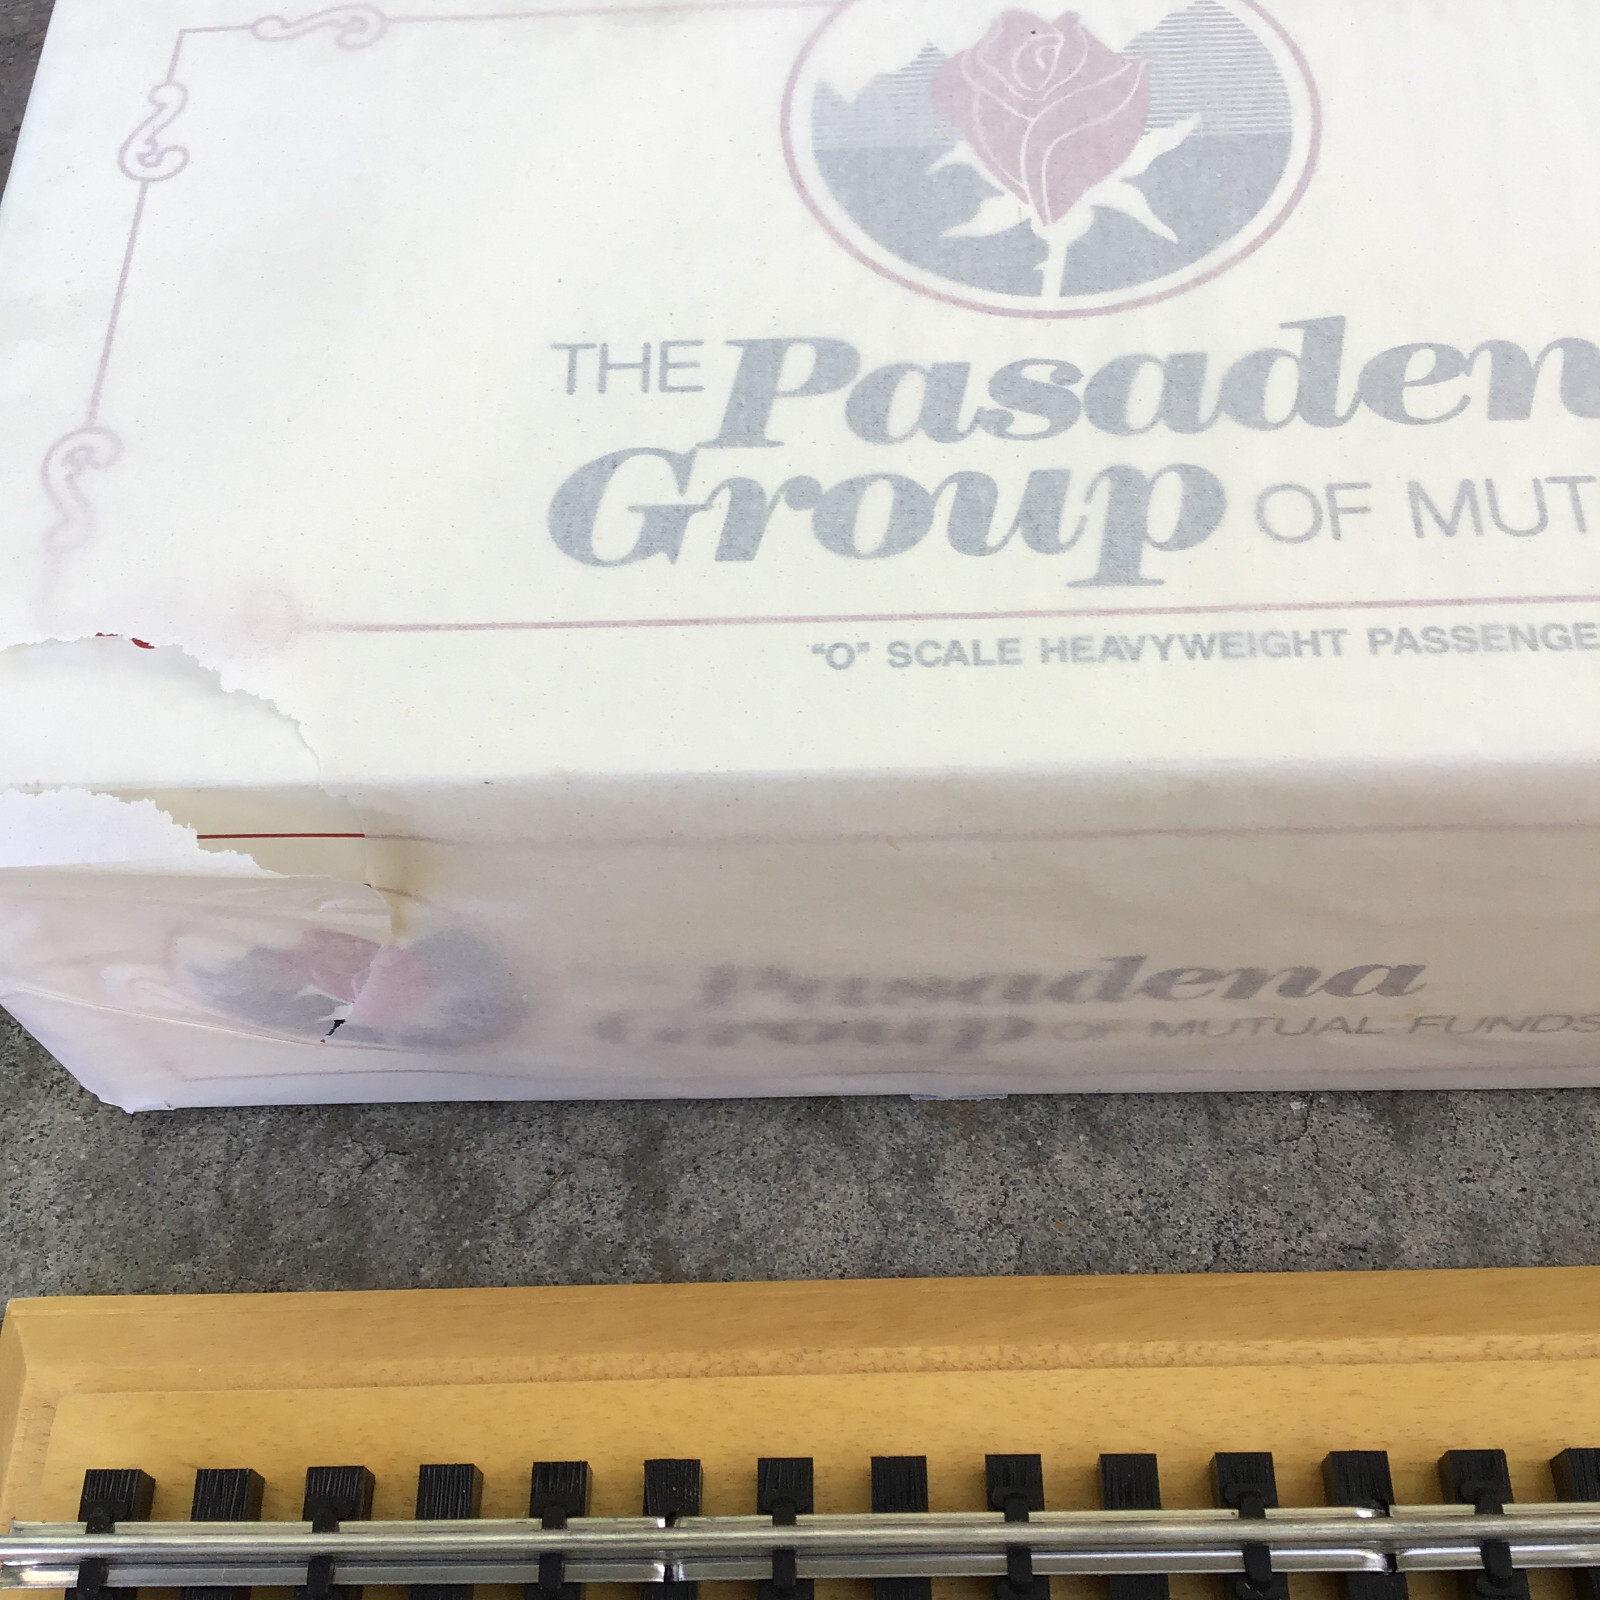 THE Pasaden
Group OF MUT
"O" SCALE HEAVYWEIGHT PASSENGE
Pasadena
Group OF MUTUAL FUNDS